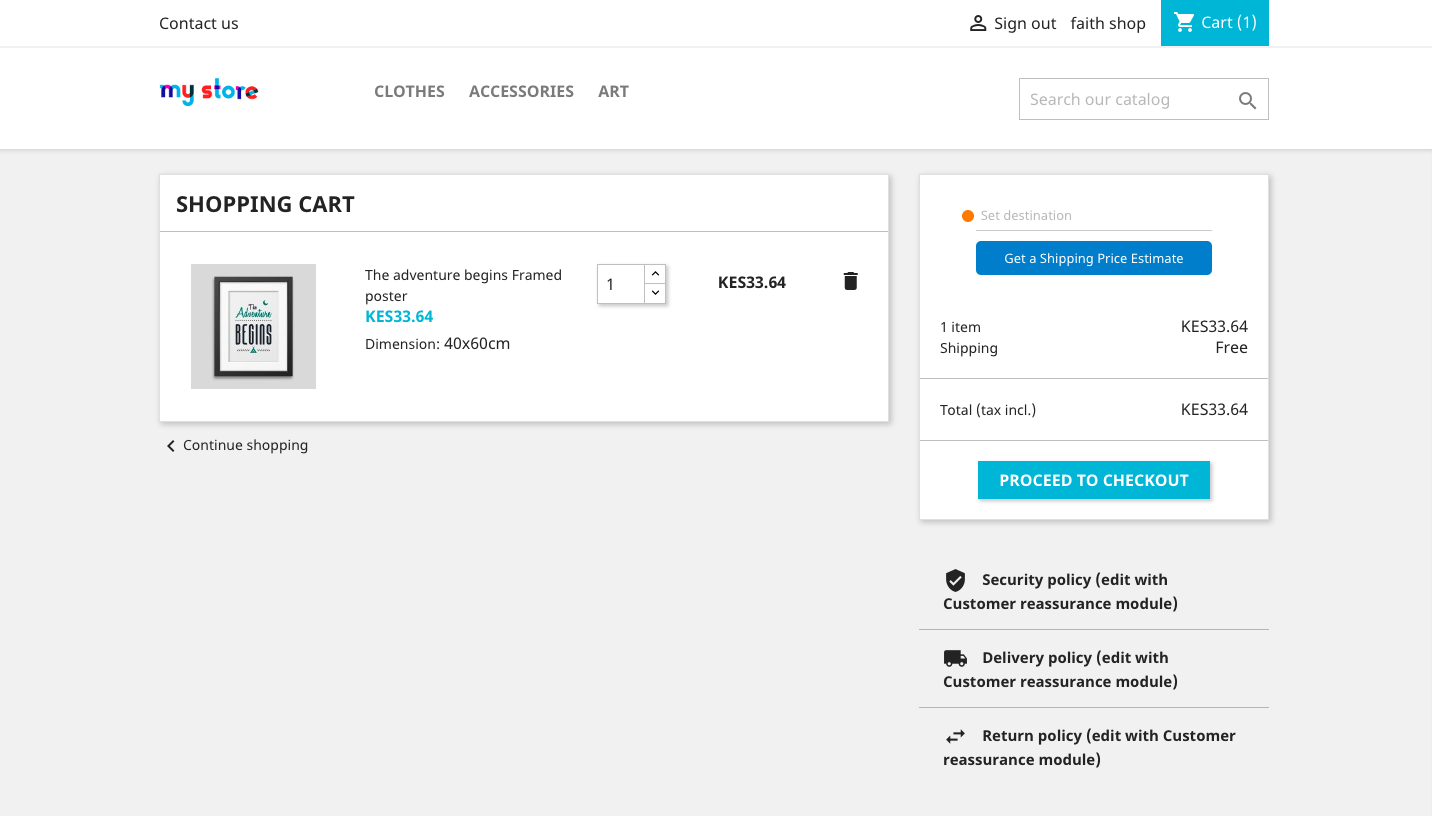 Contact us
Sign out faith shop Cart (1)
my store
CLOTHES ACCESSORIES ART
Search our catalog
SHOPPING CART
The
Adventure
BEGINS
The adventure begins Framed
poster
KES33.64
Dimension: 40x60cm
1
KES33.64
Continue shopping
Set destination
Get a Shipping Price Estimate
1 item KES33.64
Shipping Free
Total (tax incl.) KES33.64
PROCEED TO CHECKOUT
Security policy (edit with
Customer reassurance module)
Delivery policy (edit with
Customer reassurance module)
Return policy (edit with Customer
reassurance module)